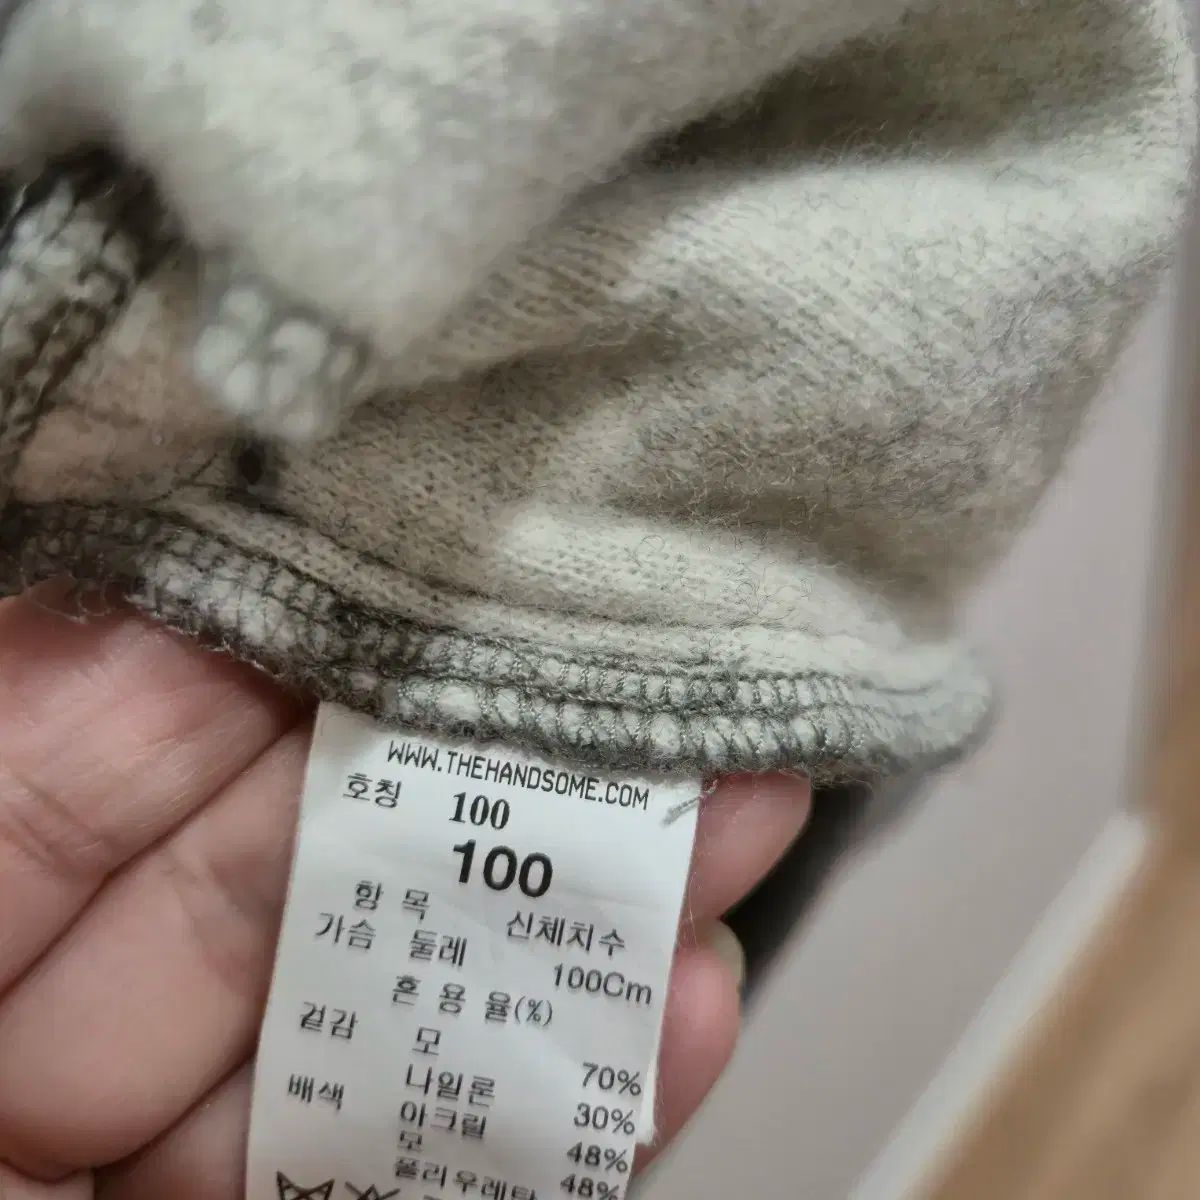 WWW.THEHANDSOME.COM
호칭 100
100
항 목 신체치수
가슴 둘레 100Cm
혼 용 율(%)
겉감 모 70%
나일론 30%
배색 아크릴 48%
모 48%
폴리우레탄